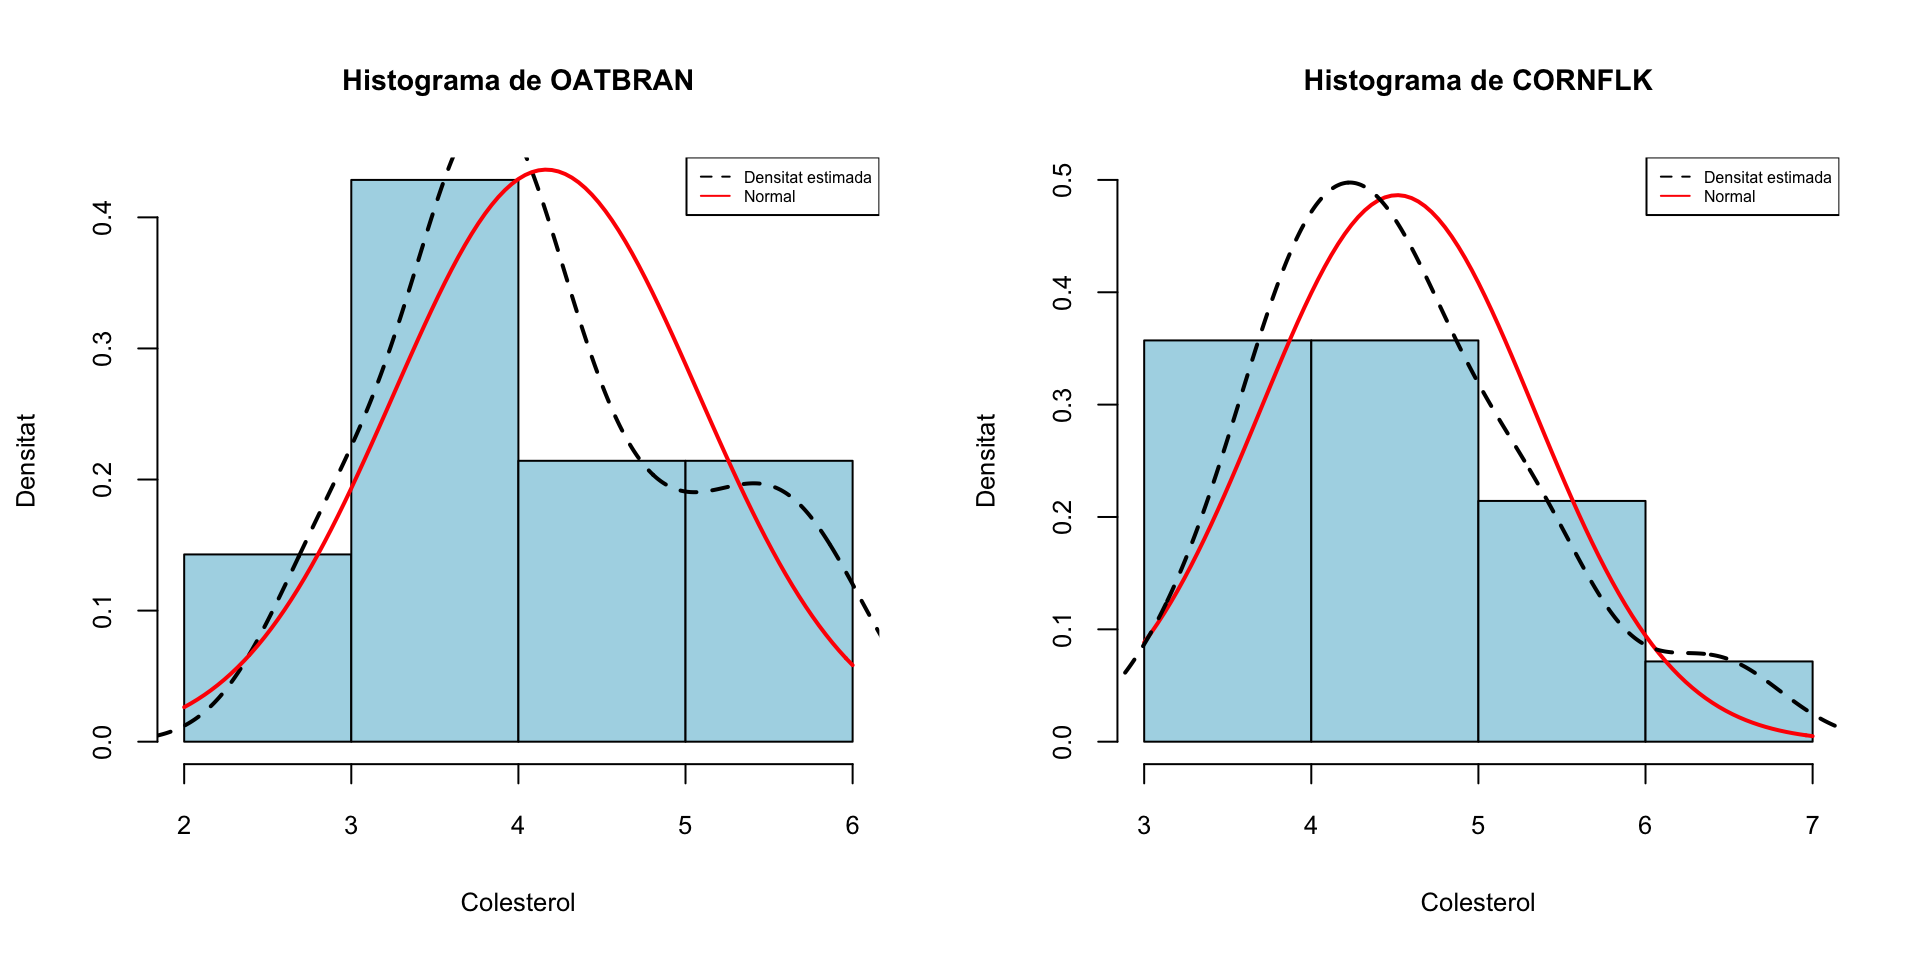 Histograma de OATBRAN
Densitat estimada
Normal
Densitat
0.0
0.1
0.2
0.3
0.4
2 3 4 5 6
Colesterol
Histograma de CORNFLK
Densitat estimada
Normal
Densitat
0.0
0.1
0.2
0.3
0.4
0.5
3 4 5 6 7
Colesterol